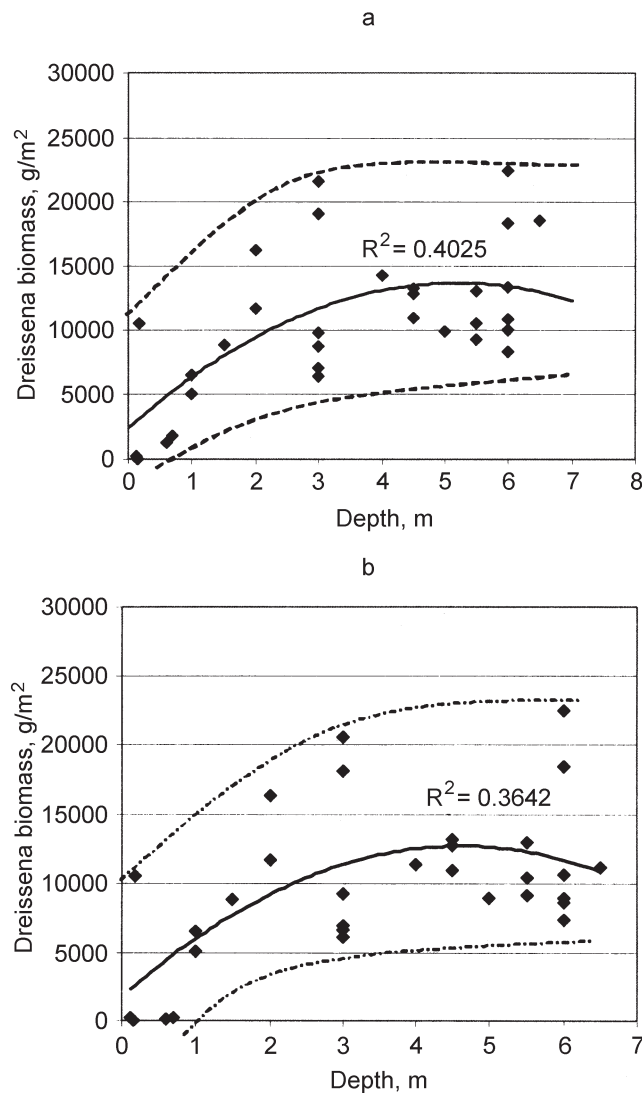 a
30000
25000
20000
15000
10000
5000
0
Dreissena biomass, g/m²
R² = 0.4025
0 1 2 3 4 5 6 7 8
Depth, m
b
30000
25000
20000
15000
10000
5000
0
Dreissena biomass, g/m²
R² = 0.3642
0 1 2 3 4 5 6 7
Depth, m